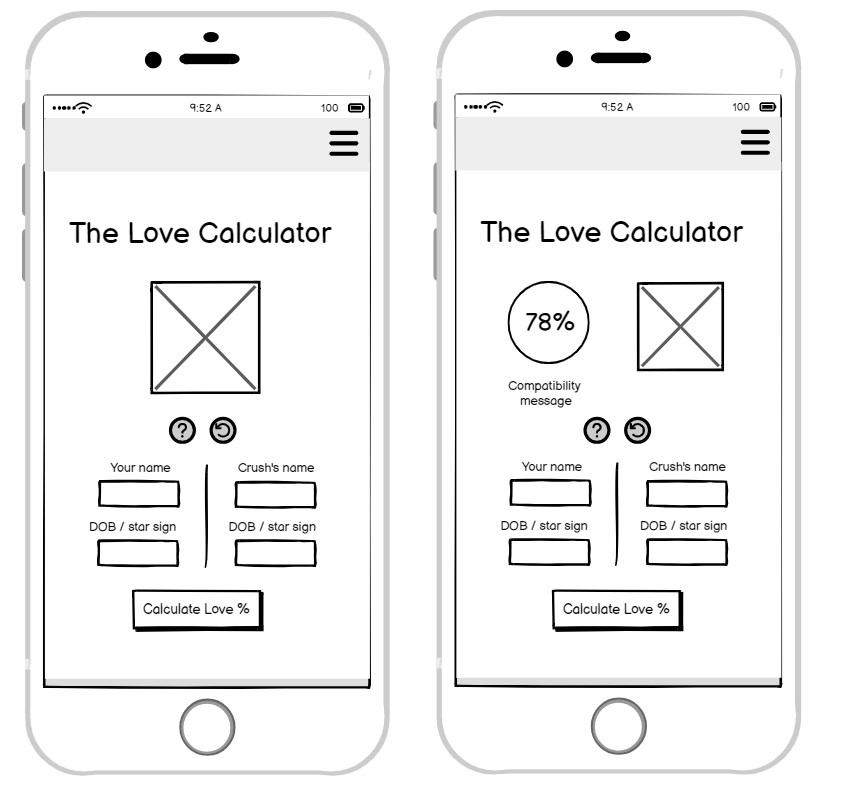 9:52 A 100
The Love Calculator
?
Your name Crush's name
DOB / star sign DOB / star sign
Calculate Love %
9:52 A 100
The Love Calculator
78%
Compatibility
message
?
Your name Crush's name
DOB / star sign DOB / star sign
Calculate Love %